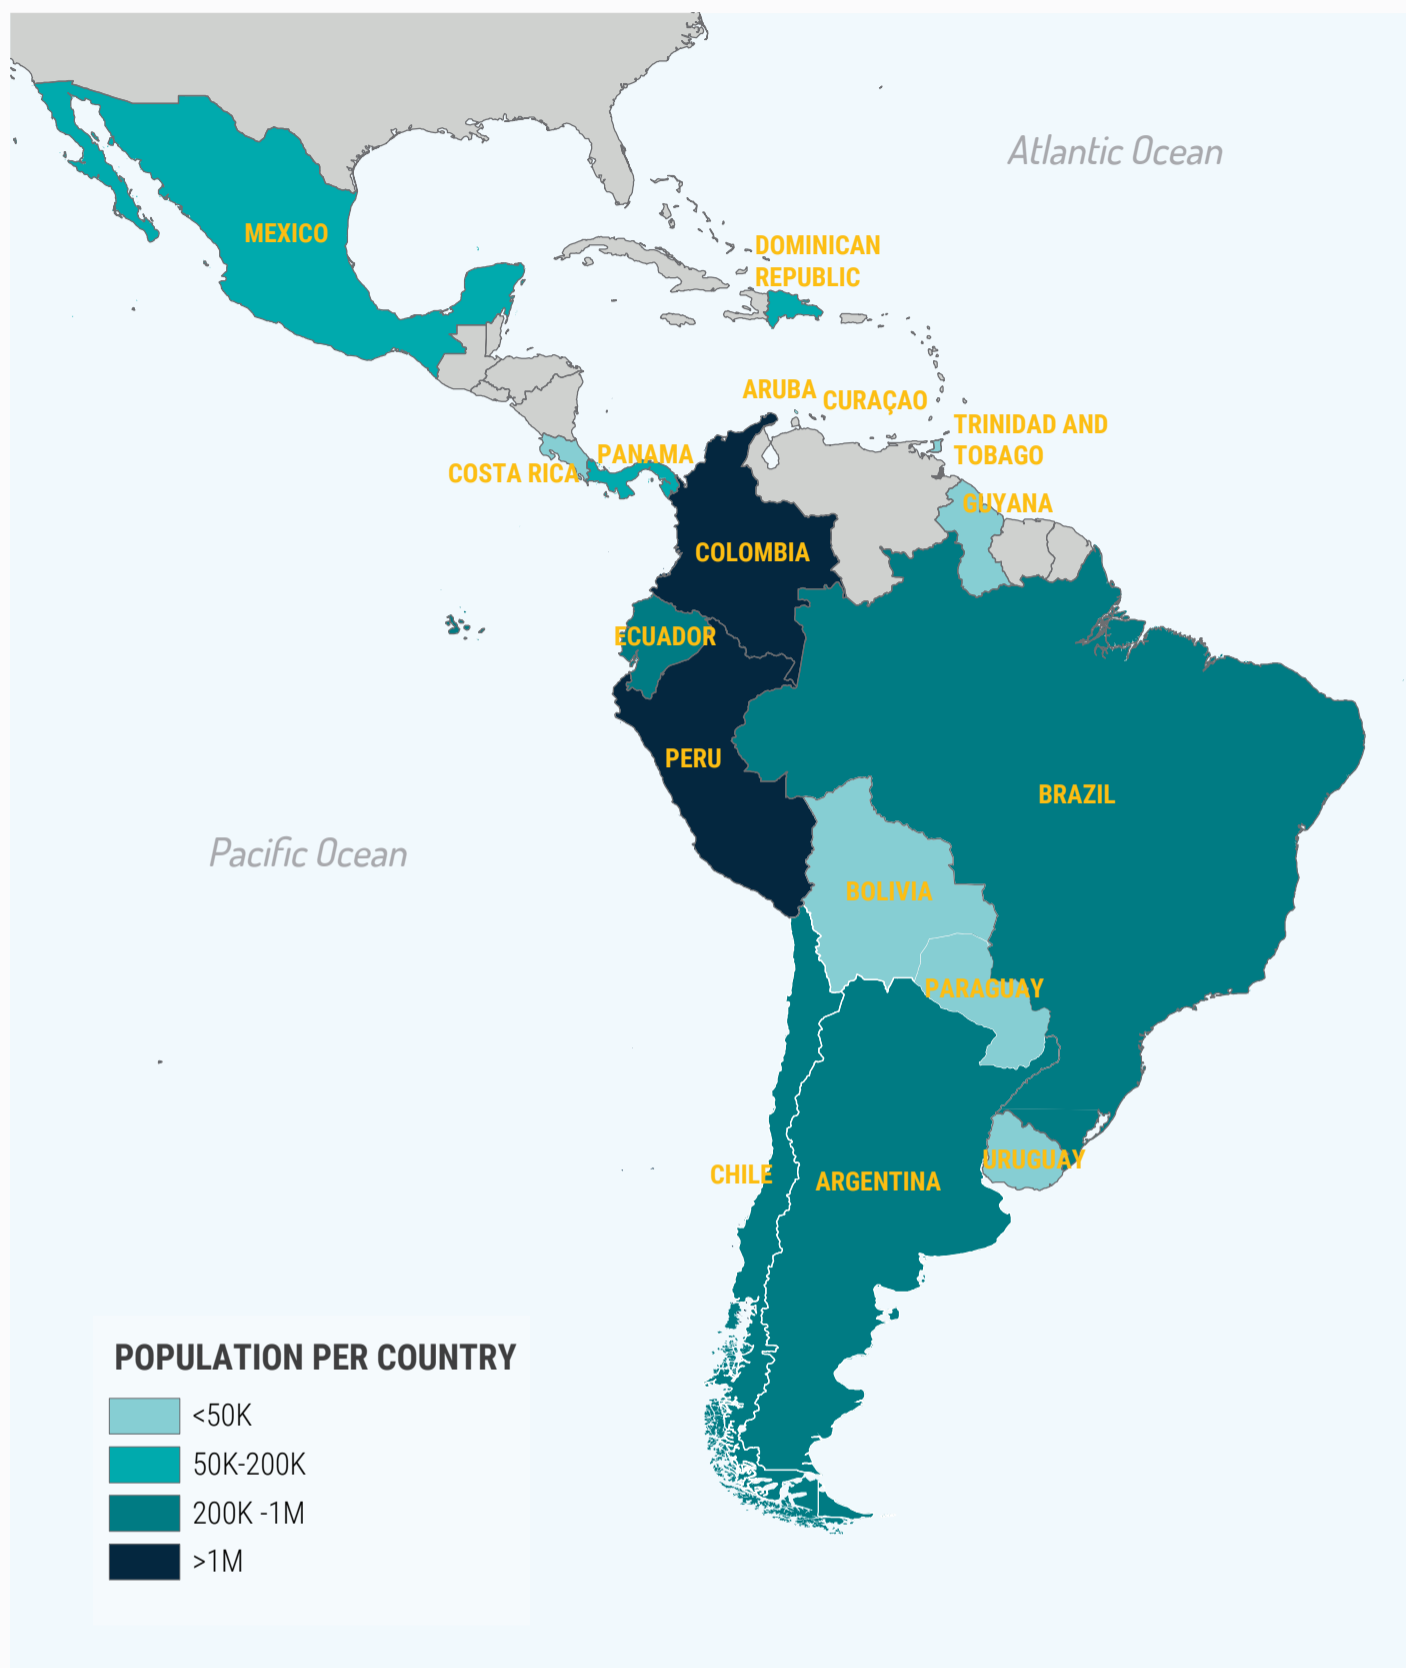 Atlantic Ocean
MEXICO
DOMINICAN
REPUBLIC
ARUBA
CURAÇAO
TRINIDAD AND
TOBAGO
PANAMA
COSTA RICA
GUYANA
COLOMBIA
ECUADOR
PERU
BRAZIL
Pacific Ocean
BOLIVIA
PARAGUAY
URUGUAY
CHILE
ARGENTINA
POPULATION PER COUNTRY
<50K
50K-200K
200K -1M
>1M